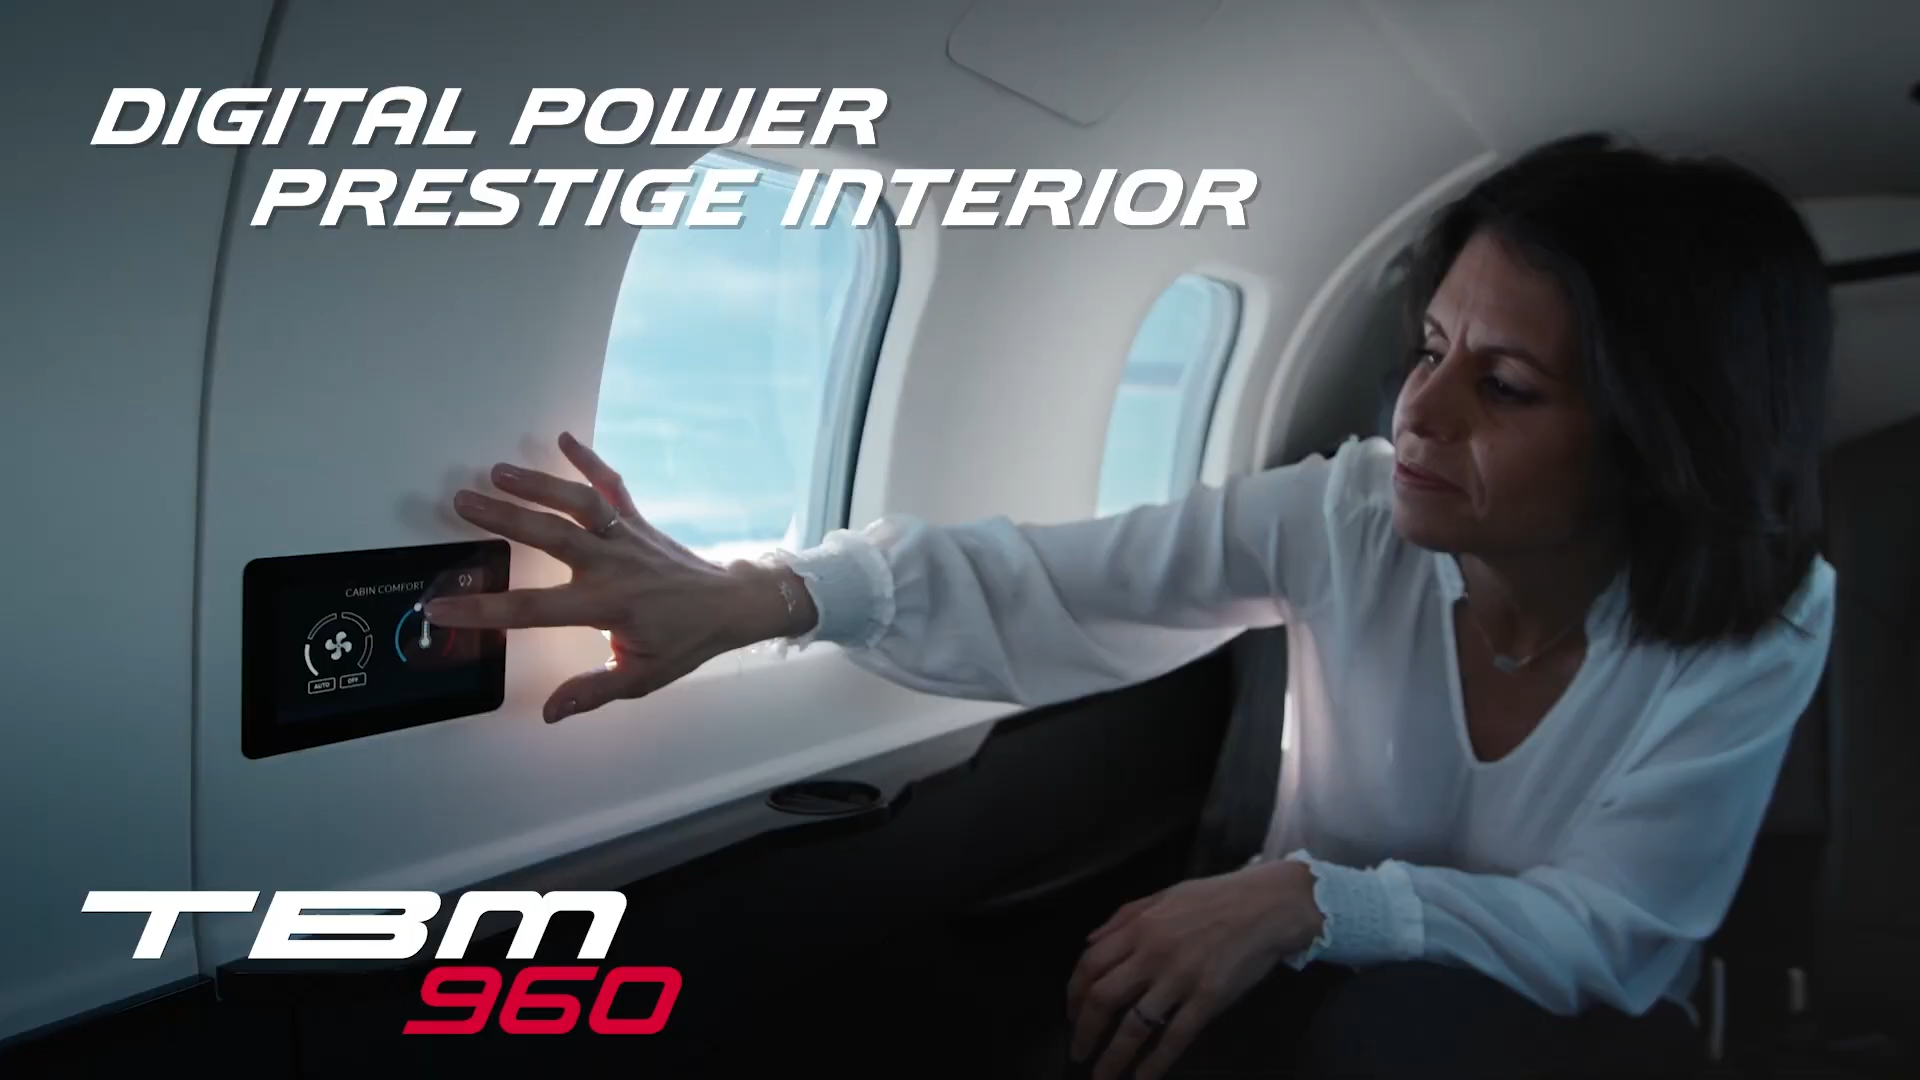 DIGITAL POWER
PRESTIGE INTERIOR
CABIN COMFORT
AUTO OFF
TBM
960